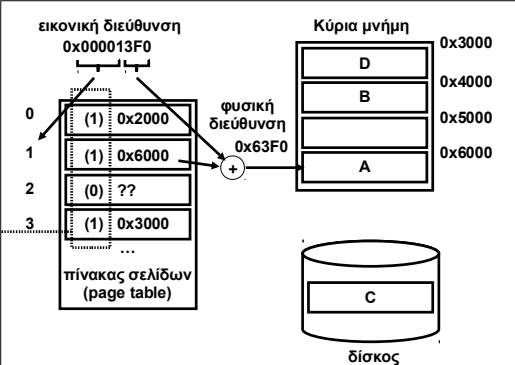 εικονική διεύθυνση
0x000013F0
0 (1) 0x2000
1 (1) 0x6000
2 (0) ??
3 (1) 0x3000
...
πίνακας σελίδων
(page table)
φυσική
διεύθυνση
0x63F0
+
Κύρια μνήμη
0x3000
D
0x4000
B
0x5000
0x6000
A
C
δίσκος